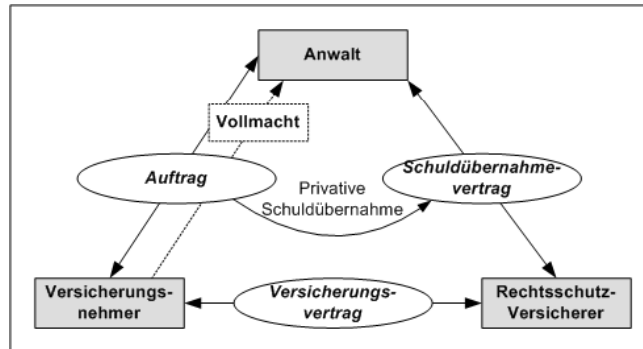 Anwalt
Vollmacht
Auftrag
Schuldübernahme-
vertrag
Privative
Schuldübernahme
Versicherungs-
nehmer
Versicherungs-
vertrag
Rechtsschutz-
Versicherer